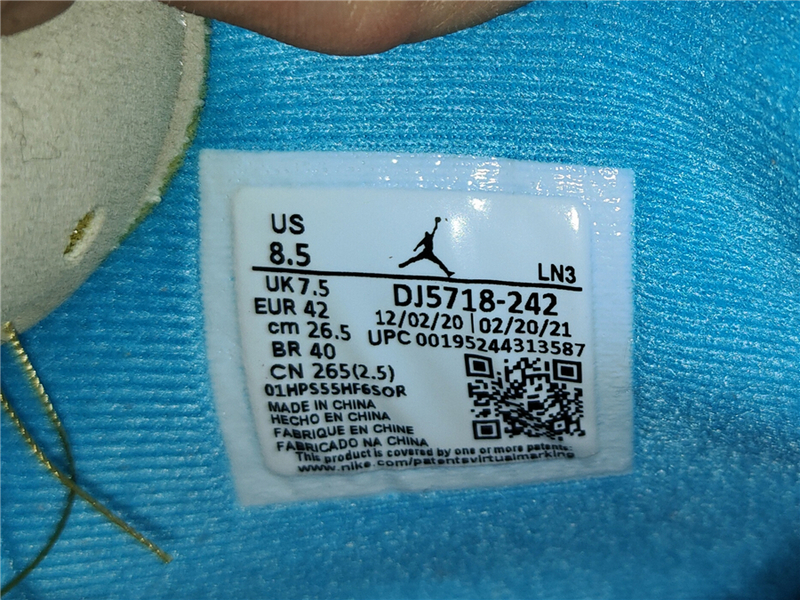 US
8.5
LN3
UK 7.5
DJ5718-242
EUR 42
12/02/20 | 02/20/21
cm 26.5
UPC 00195244313587
BR 40
CN 265(2.5)
01HPS55HF6SOR
MADE IN CHINA
HECHO EN CHINA
FABRIQUE EN CHINE
FABRICADO NA CHINA
This product is covered by one or more patents.
www.nike.com/patentsvirtualmarking